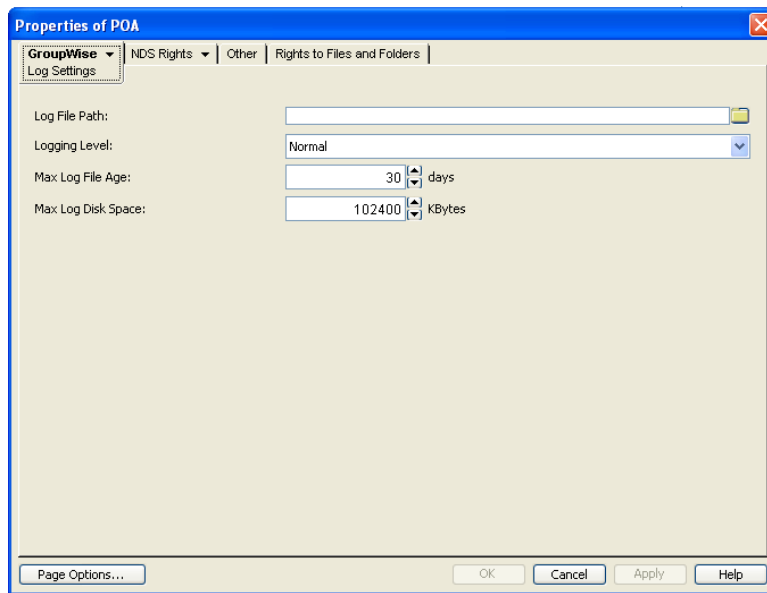 Properties of POA
GroupWise NDS Rights Other Rights to Files and Folders
Log Settings
Log File Path:
Logging Level: Normal
Max Log File Age: 30 days
Max Log Disk Space: 102400 KBytes
Page Options... OK Cancel Apply Help